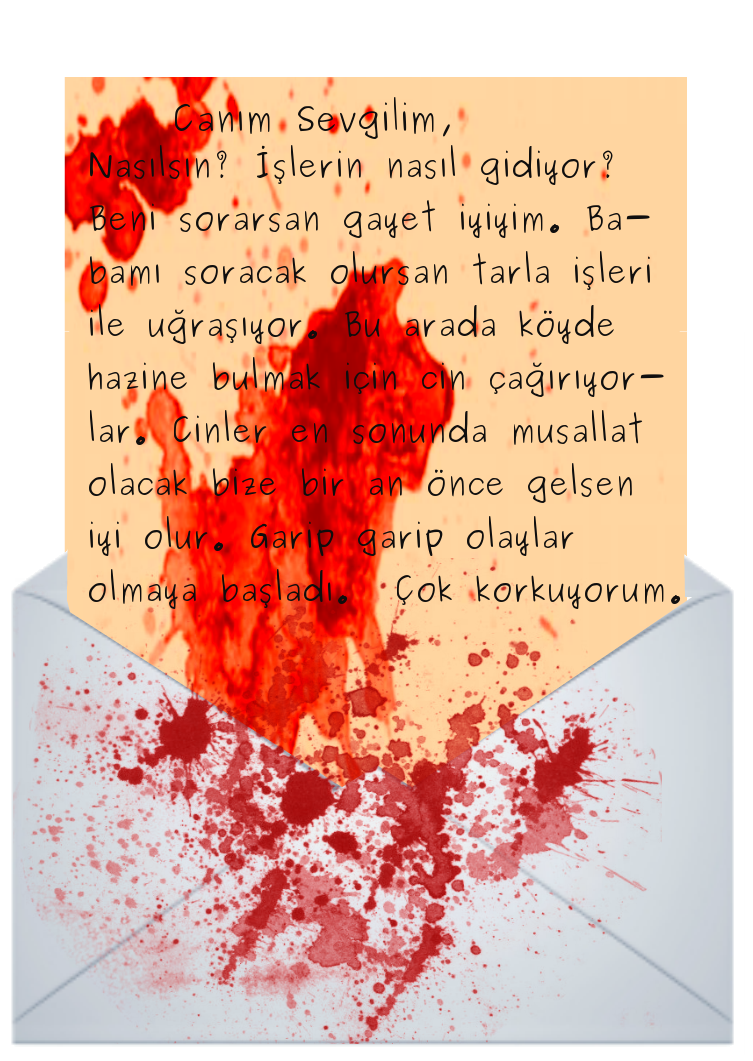 Canım Sevgilim,
Nasılsın? İşlerin nasıl gidiyor?
Beni sorarsan gayet iyiyim. Ba-
bamı soracak olursan tarla işleri
ile uğraşıyor. Bu arada köyde
hazine bulmak için cin çağırıyor-
lar. Cinler en sonunda musallat
olacak bize bir an önce gelsen
iyi olur. Garip garip olaylar
olmaya başladı. Çok korkuyorum.